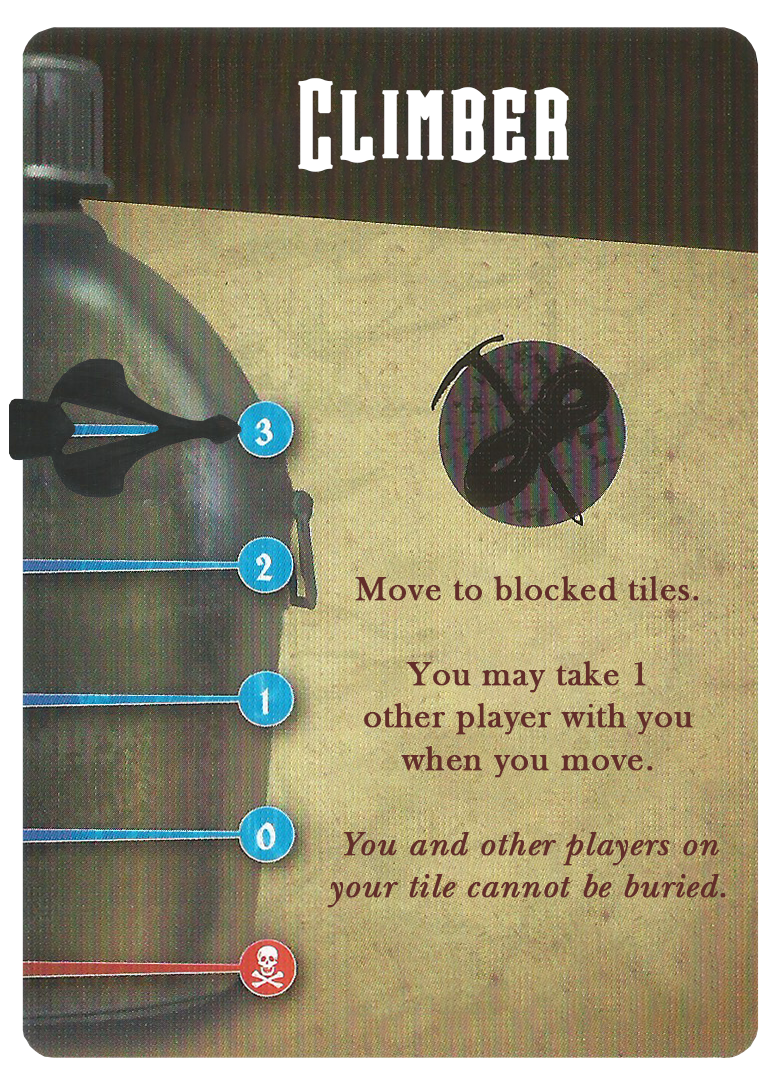 CLIMBER
3
2
Move to blocked tiles.
You may take 1
1
other player with you
when you move.
0
You and other players on
your tile cannot be buried.